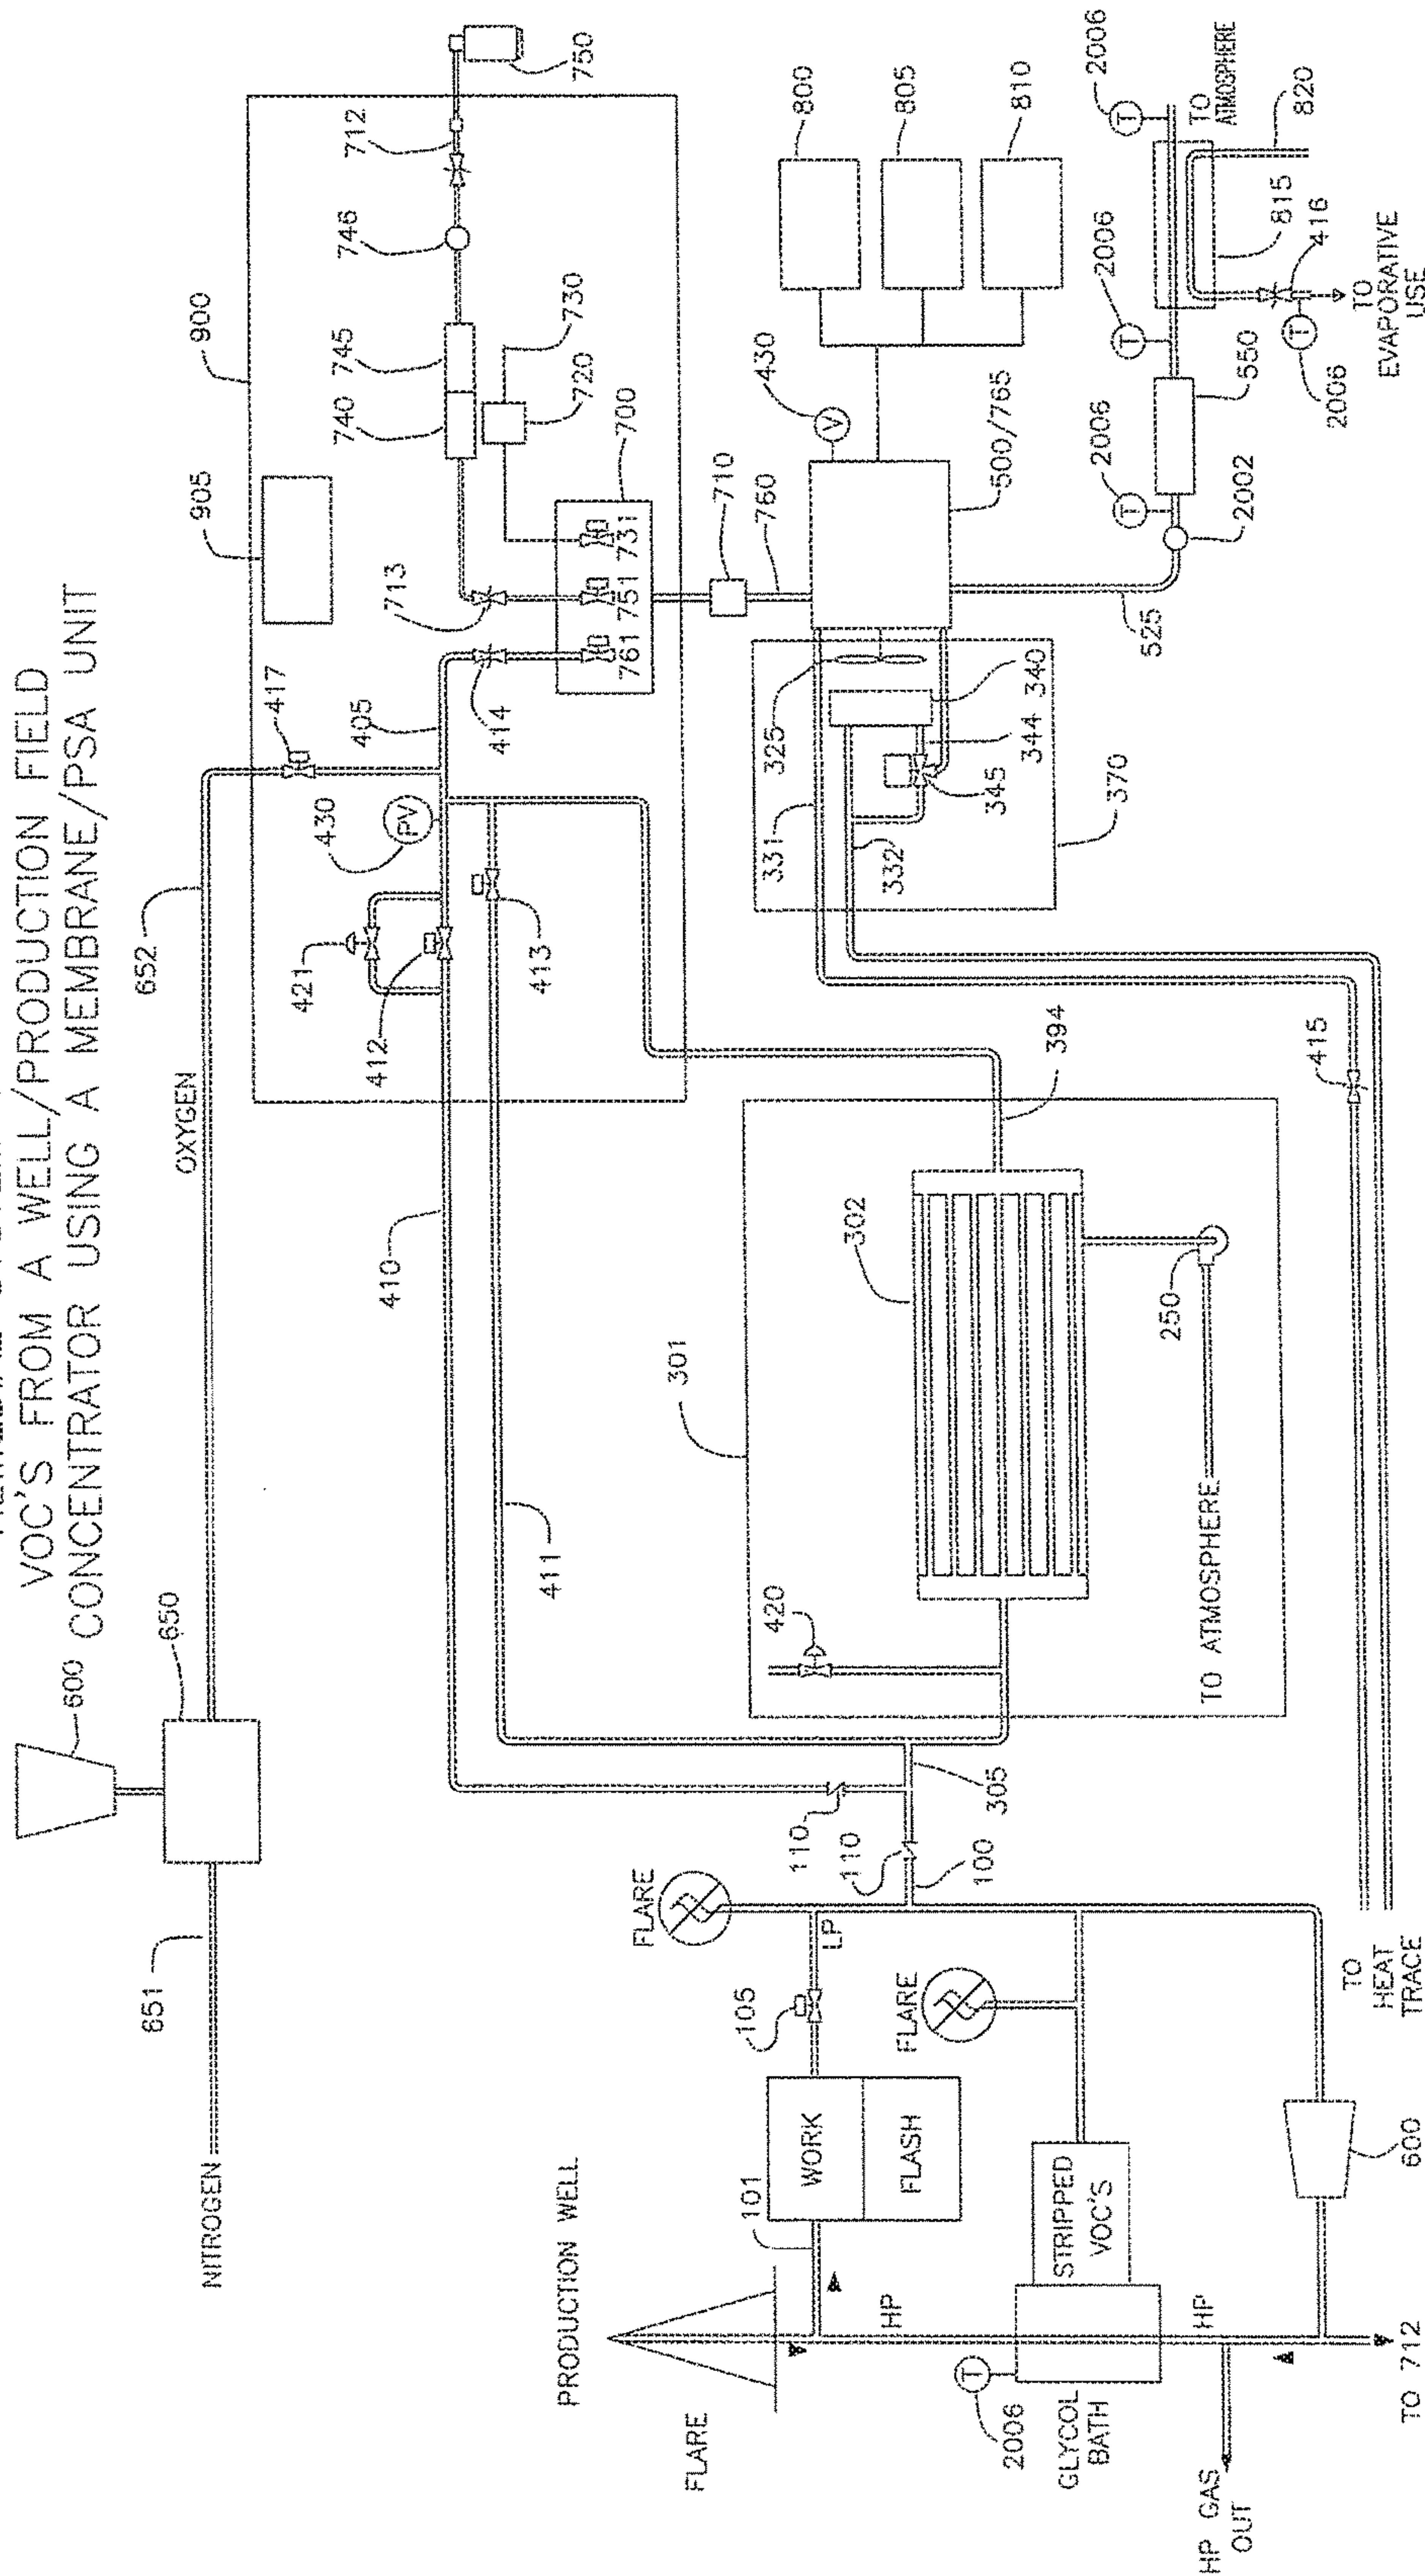 VOC'S FROM A WELL/PRODUCTION FIELD
CONCENTRATOR USING A MEMBRANE/PSA UNIT
600
650
651
NITROGEN
OXYGEN
652
900
905
417
430
PV
421
412
413
405
414
713
740
745
746
712
750
730
720
700
761
751
731
710
760
410
411
110
110
305
100
301
302
394
420
250
TO ATMOSPHERE
430
V
500/765
800
805
810
325
340
344
345
331
332
370
415
525
2002
T
2006
550
T
2006
T
2006
TO
ATMOSPHERE
820
815
416
T
2006
TO
EVAPORATIVE
USE
FLARE
LP
105
FLARE
WORK
FLASH
101
PRODUCTION WELL
FLARE
HP
STRIPPED
VOC'S
T
2006
GLYCOL
BATH
HP
HP GAS
OUT
TO 712
600
TO
HEAT
TRACE